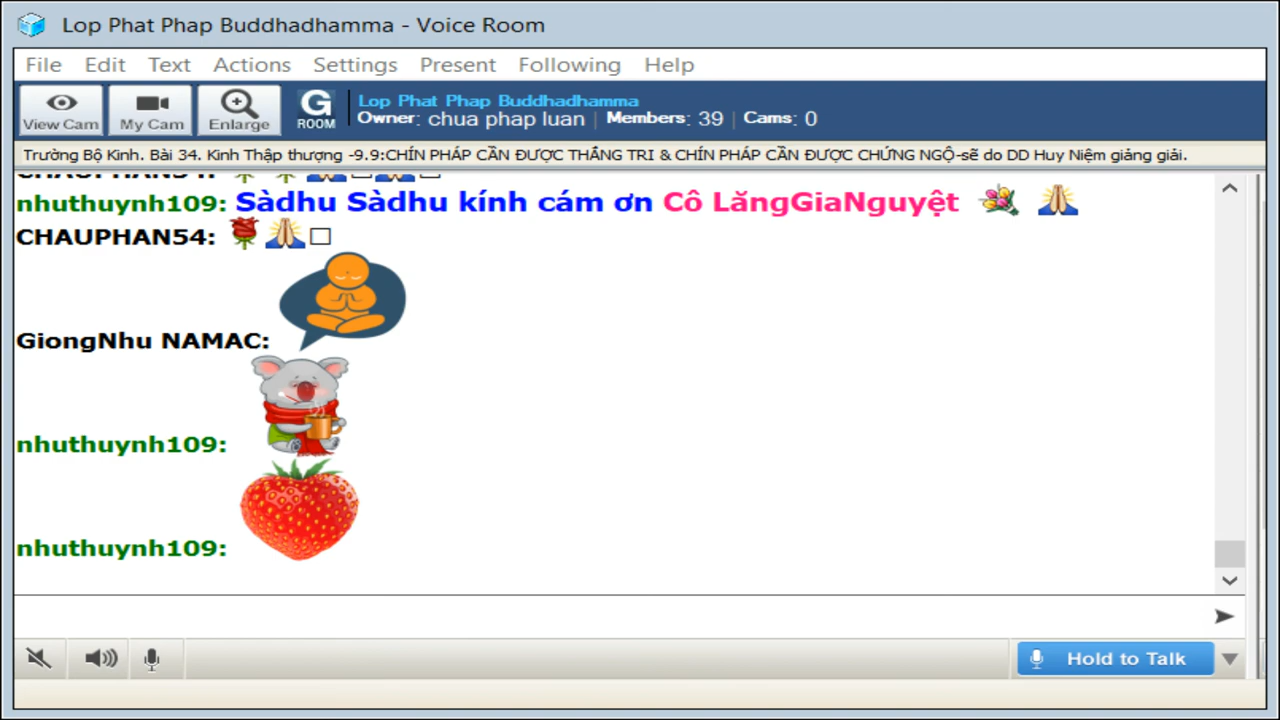 Lop Phat Phap Buddhadhamma - Voice Room
File Edit Text Actions Settings Present Following Help
View Cam My Cam Enlarge G ROOM
Lop Phat Phap Buddhadhamma
Owner: chua phap luan | Members: 39 | Cams: 0
Trường Bộ Kinh. Bài 34. Kinh Thập thượng -9.9:CHÍN PHÁP CẦN ĐƯỢC THẮNG TRI & CHÍN PHÁP CẦN ĐƯỢC CHỨNG NGỘ-sẽ do DD Huy Niệm giảng giải.
CHAUPHAN54:
nhuthuynh109: Sàdhu Sàdhu kính cám ơn Cô LăngGiaNguyệt
CHAUPHAN54:
GiongNhu NAMAC:
nhuthuynh109:
nhuthuynh109:
Hold to Talk